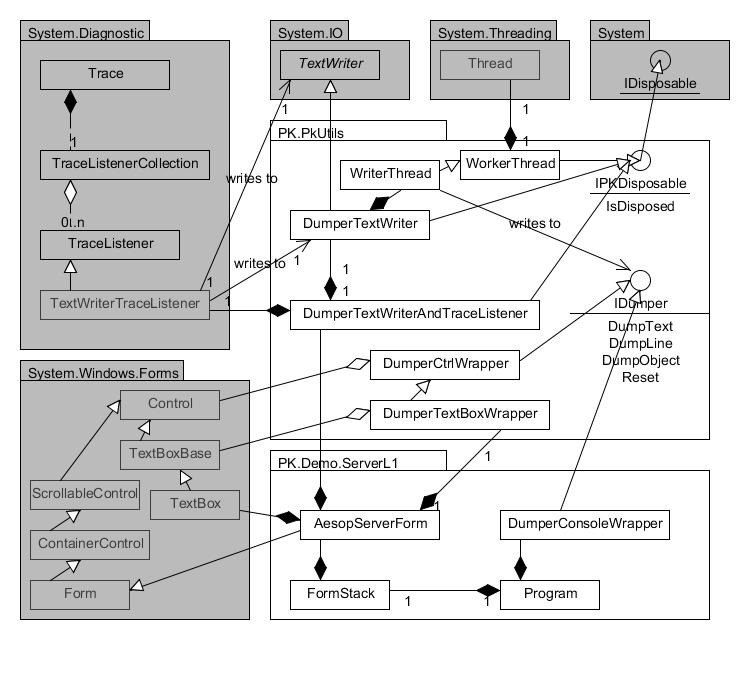 System.Diagnostic
System.IO
System.Threading
System
Trace
TextWriter
Thread
IDisposable
1
1
PK.PkUtils
1
1
TraceListenerCollection
WriterThread
WorkerThread
writes to
IPKDisposable
IsDisposed
0..n
DumperTextWriter
writes to
TraceListener
writes to
1
1
1
IDumper
TextWriterTraceListener
1
1
DumperTextWriterAndTraceListener
DumpText
DumpLine
DumpObject
Reset
System.Windows.Forms
DumperCtrlWrapper
Control
DumperTextBoxWrapper
TextBoxBase
1
PK.Demo.ServerL1
ScrollableControl
TextBox
1
AesopServerForm
DumperConsoleWrapper
ContainerControl
Form
FormStack
1
1
Program